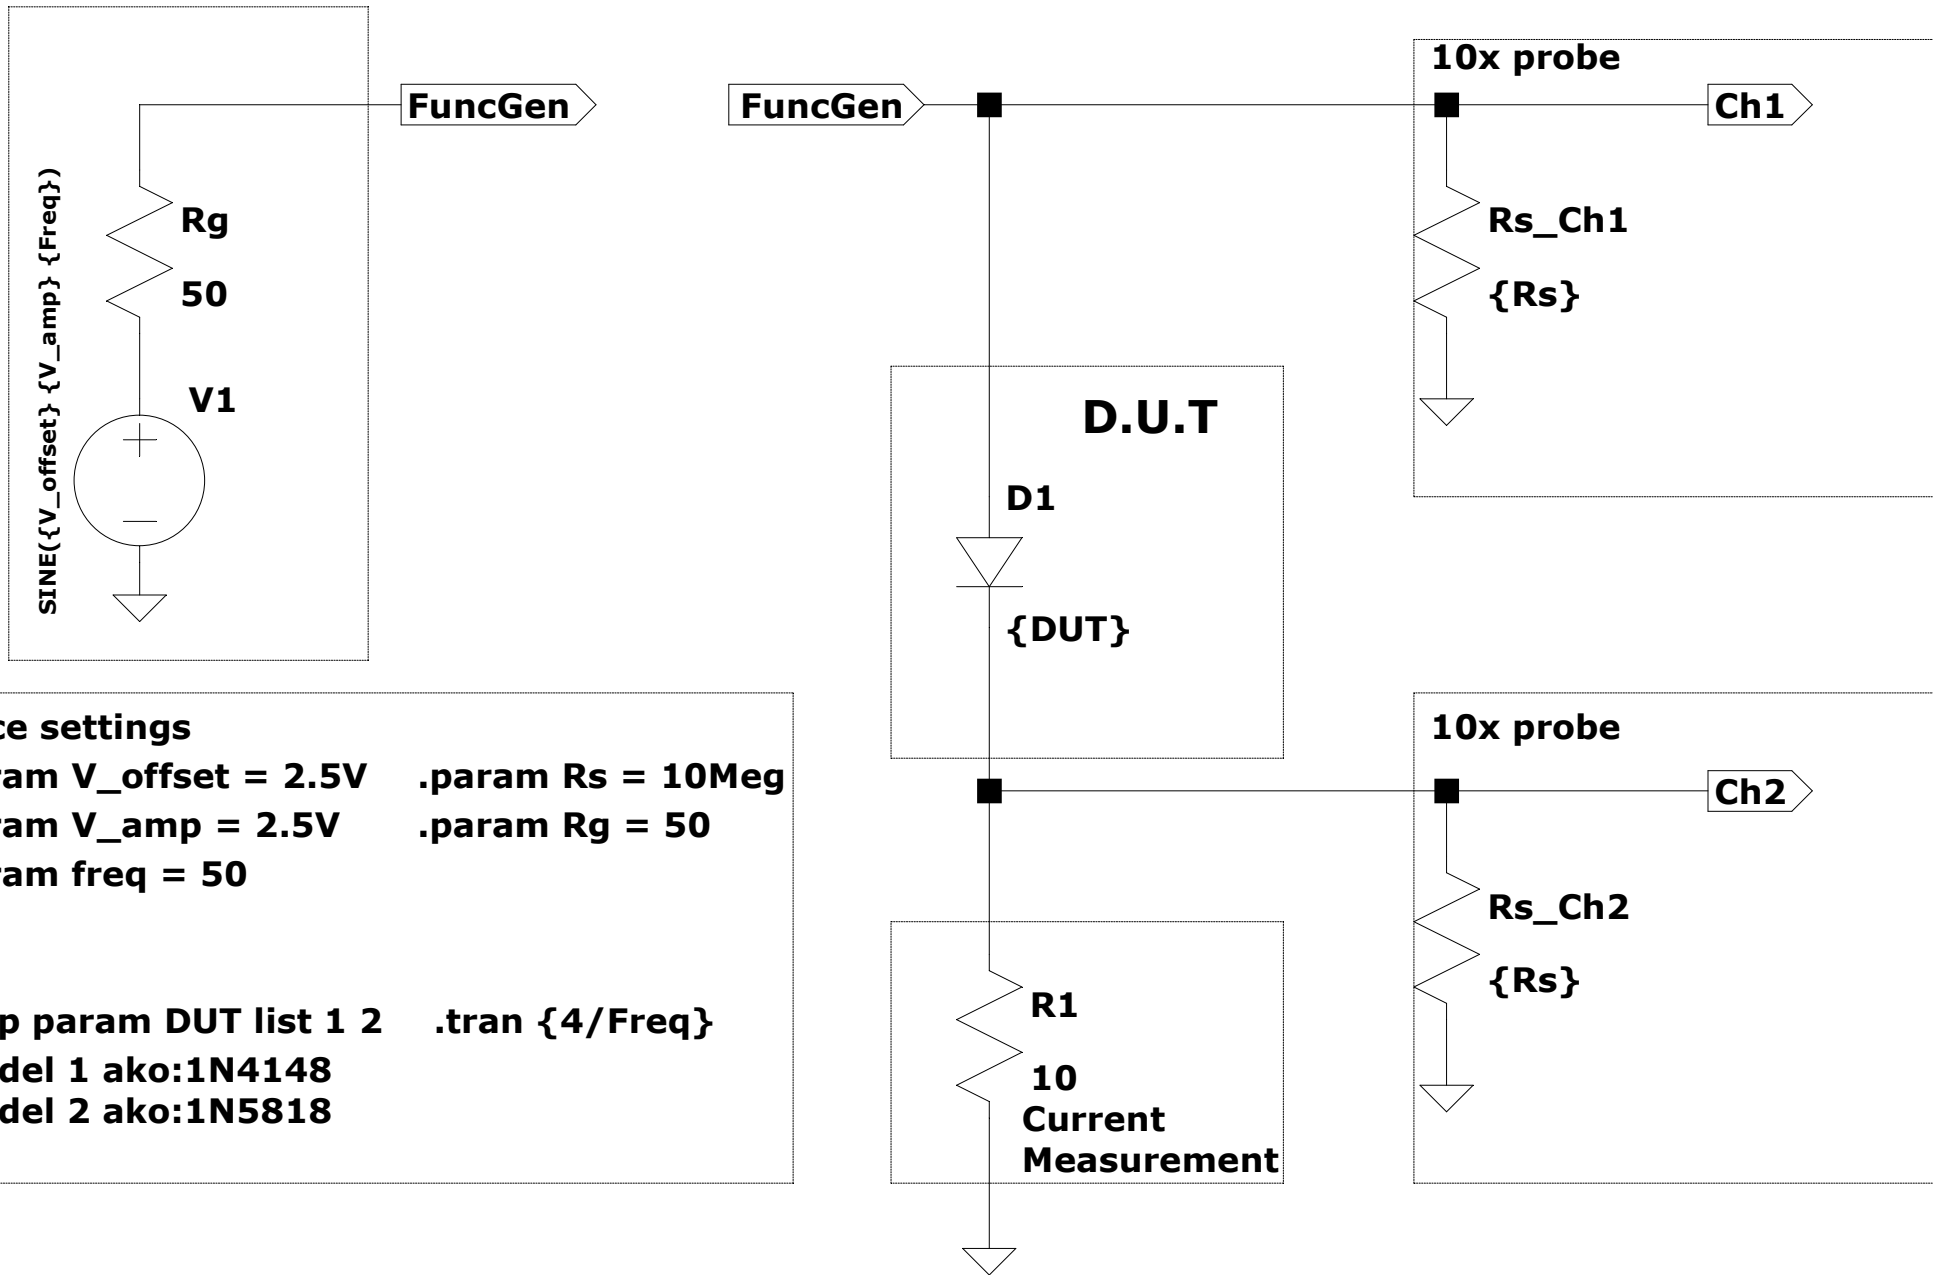 SINE({V_offset} {V_amp} {Freq})
Rg
50
V1
FuncGen
FuncGen
10x probe
Ch1
Rs_Ch1
{Rs}
D.U.T
D1
{DUT}
ce settings
ram V_offset = 2.5V .param Rs = 10Meg
ram V_amp = 2.5V .param Rg = 50
ram freq = 50
p param DUT list 1 2 .tran {4/Freq}
del 1 ako:1N4148
del 2 ako:1N5818
10x probe
Ch2
Rs_Ch2
{Rs}
R1
10
Current
Measurement